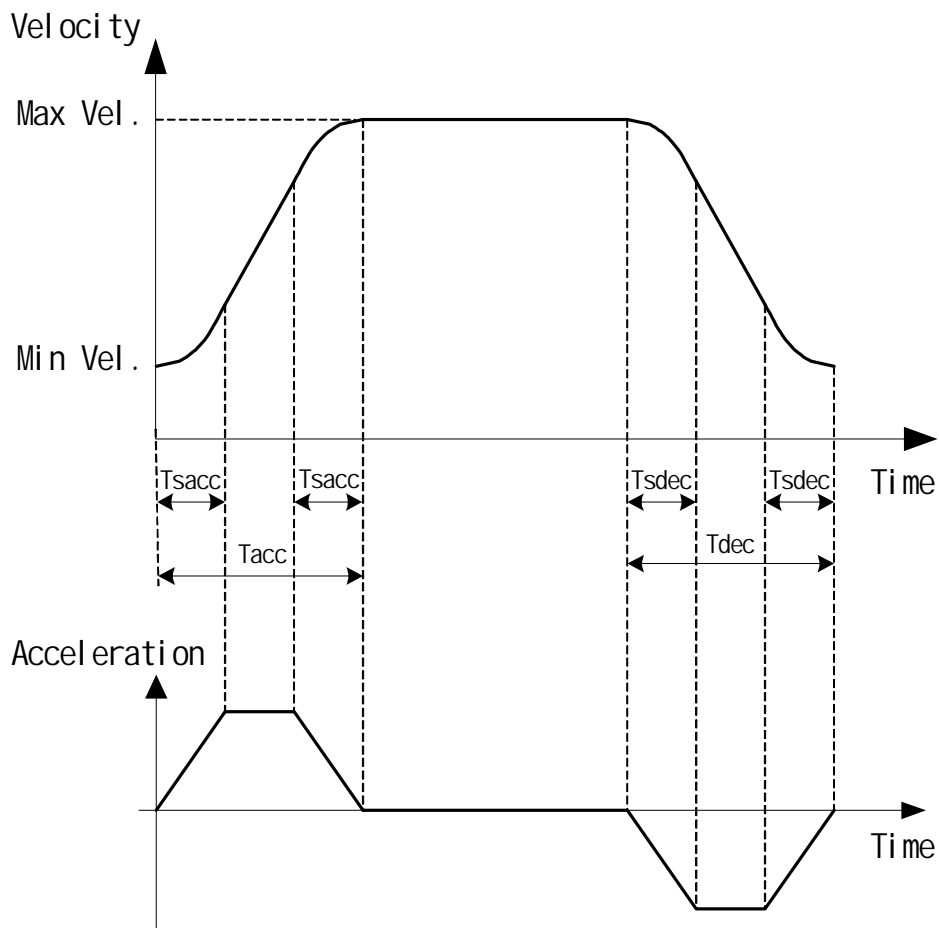 Velocity
Max Vel.
Min Vel.
Tsacc
Tsacc
Tsdec
Tsdec
Time
Tacc
Tdec
Acceleration
Time